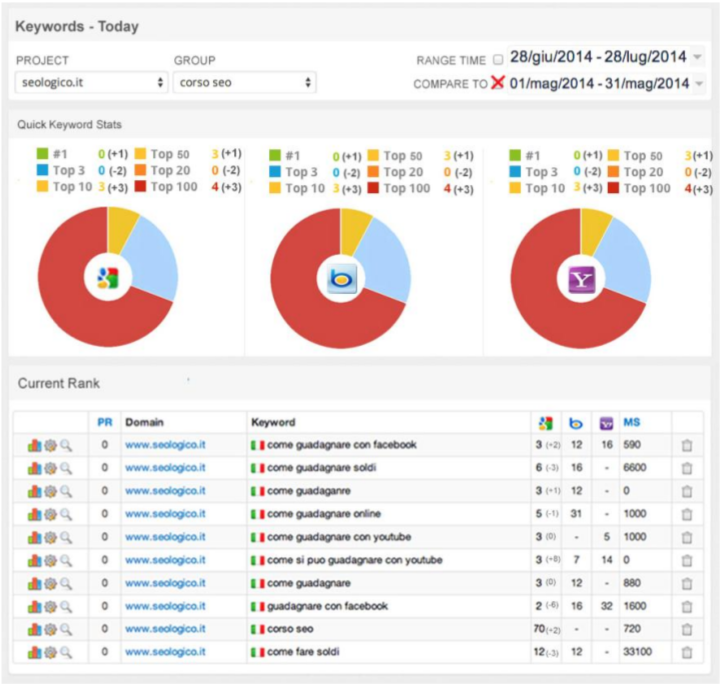 Keywords - Today
PROJECT GROUP RANGE TIME 28/giu/2014 - 28/lug/2014
seologico.it corso seo COMPARE TO 01/mag/2014 - 31/mag/2014
Quick Keyword Stats
#1 0 (+1) Top 50 3 (+1) #1 0 (+1) Top 50 3 (+1) #1 0 (+1) Top 50 3 (+1)
Top 3 0 (-2) Top 20 0 (-2) Top 3 0 (-2) Top 20 0 (-2) Top 3 0 (-2) Top 20 0 (-2)
Top 10 3 (+3) Top 100 4 (+3) Top 10 3 (+3) Top 100 4 (+3) Top 10 3 (+3) Top 100 4 (+3)
Current Rank
PR Domain Keyword MS
0 www.seologico.it come guadagnare con facebook 3 (+2) 12 16 590
0 www.seologico.it come guadagnare soldi 6 (-3) 16 - 6600
0 www.seologico.it come guadaganre 3 (+1) 12 - 0
0 www.seologico.it come guadagnare online 5 (-1) 31 - 1000
0 www.seologico.it come guadagnare con youtube 3 (0) - 5 1000
0 www.seologico.it come si puo guadagnare con youtube 3 (+8) 7 14 0
0 www.seologico.it come guadagnare 3 (0) 12 - 880
0 www.seologico.it guadagnare con facebook 2 (-6) 16 32 1600
0 www.seologico.it corso seo 70 (+2) - - 720
0 www.seologico.it come fare soldi 12 (-3) 12 - 33100